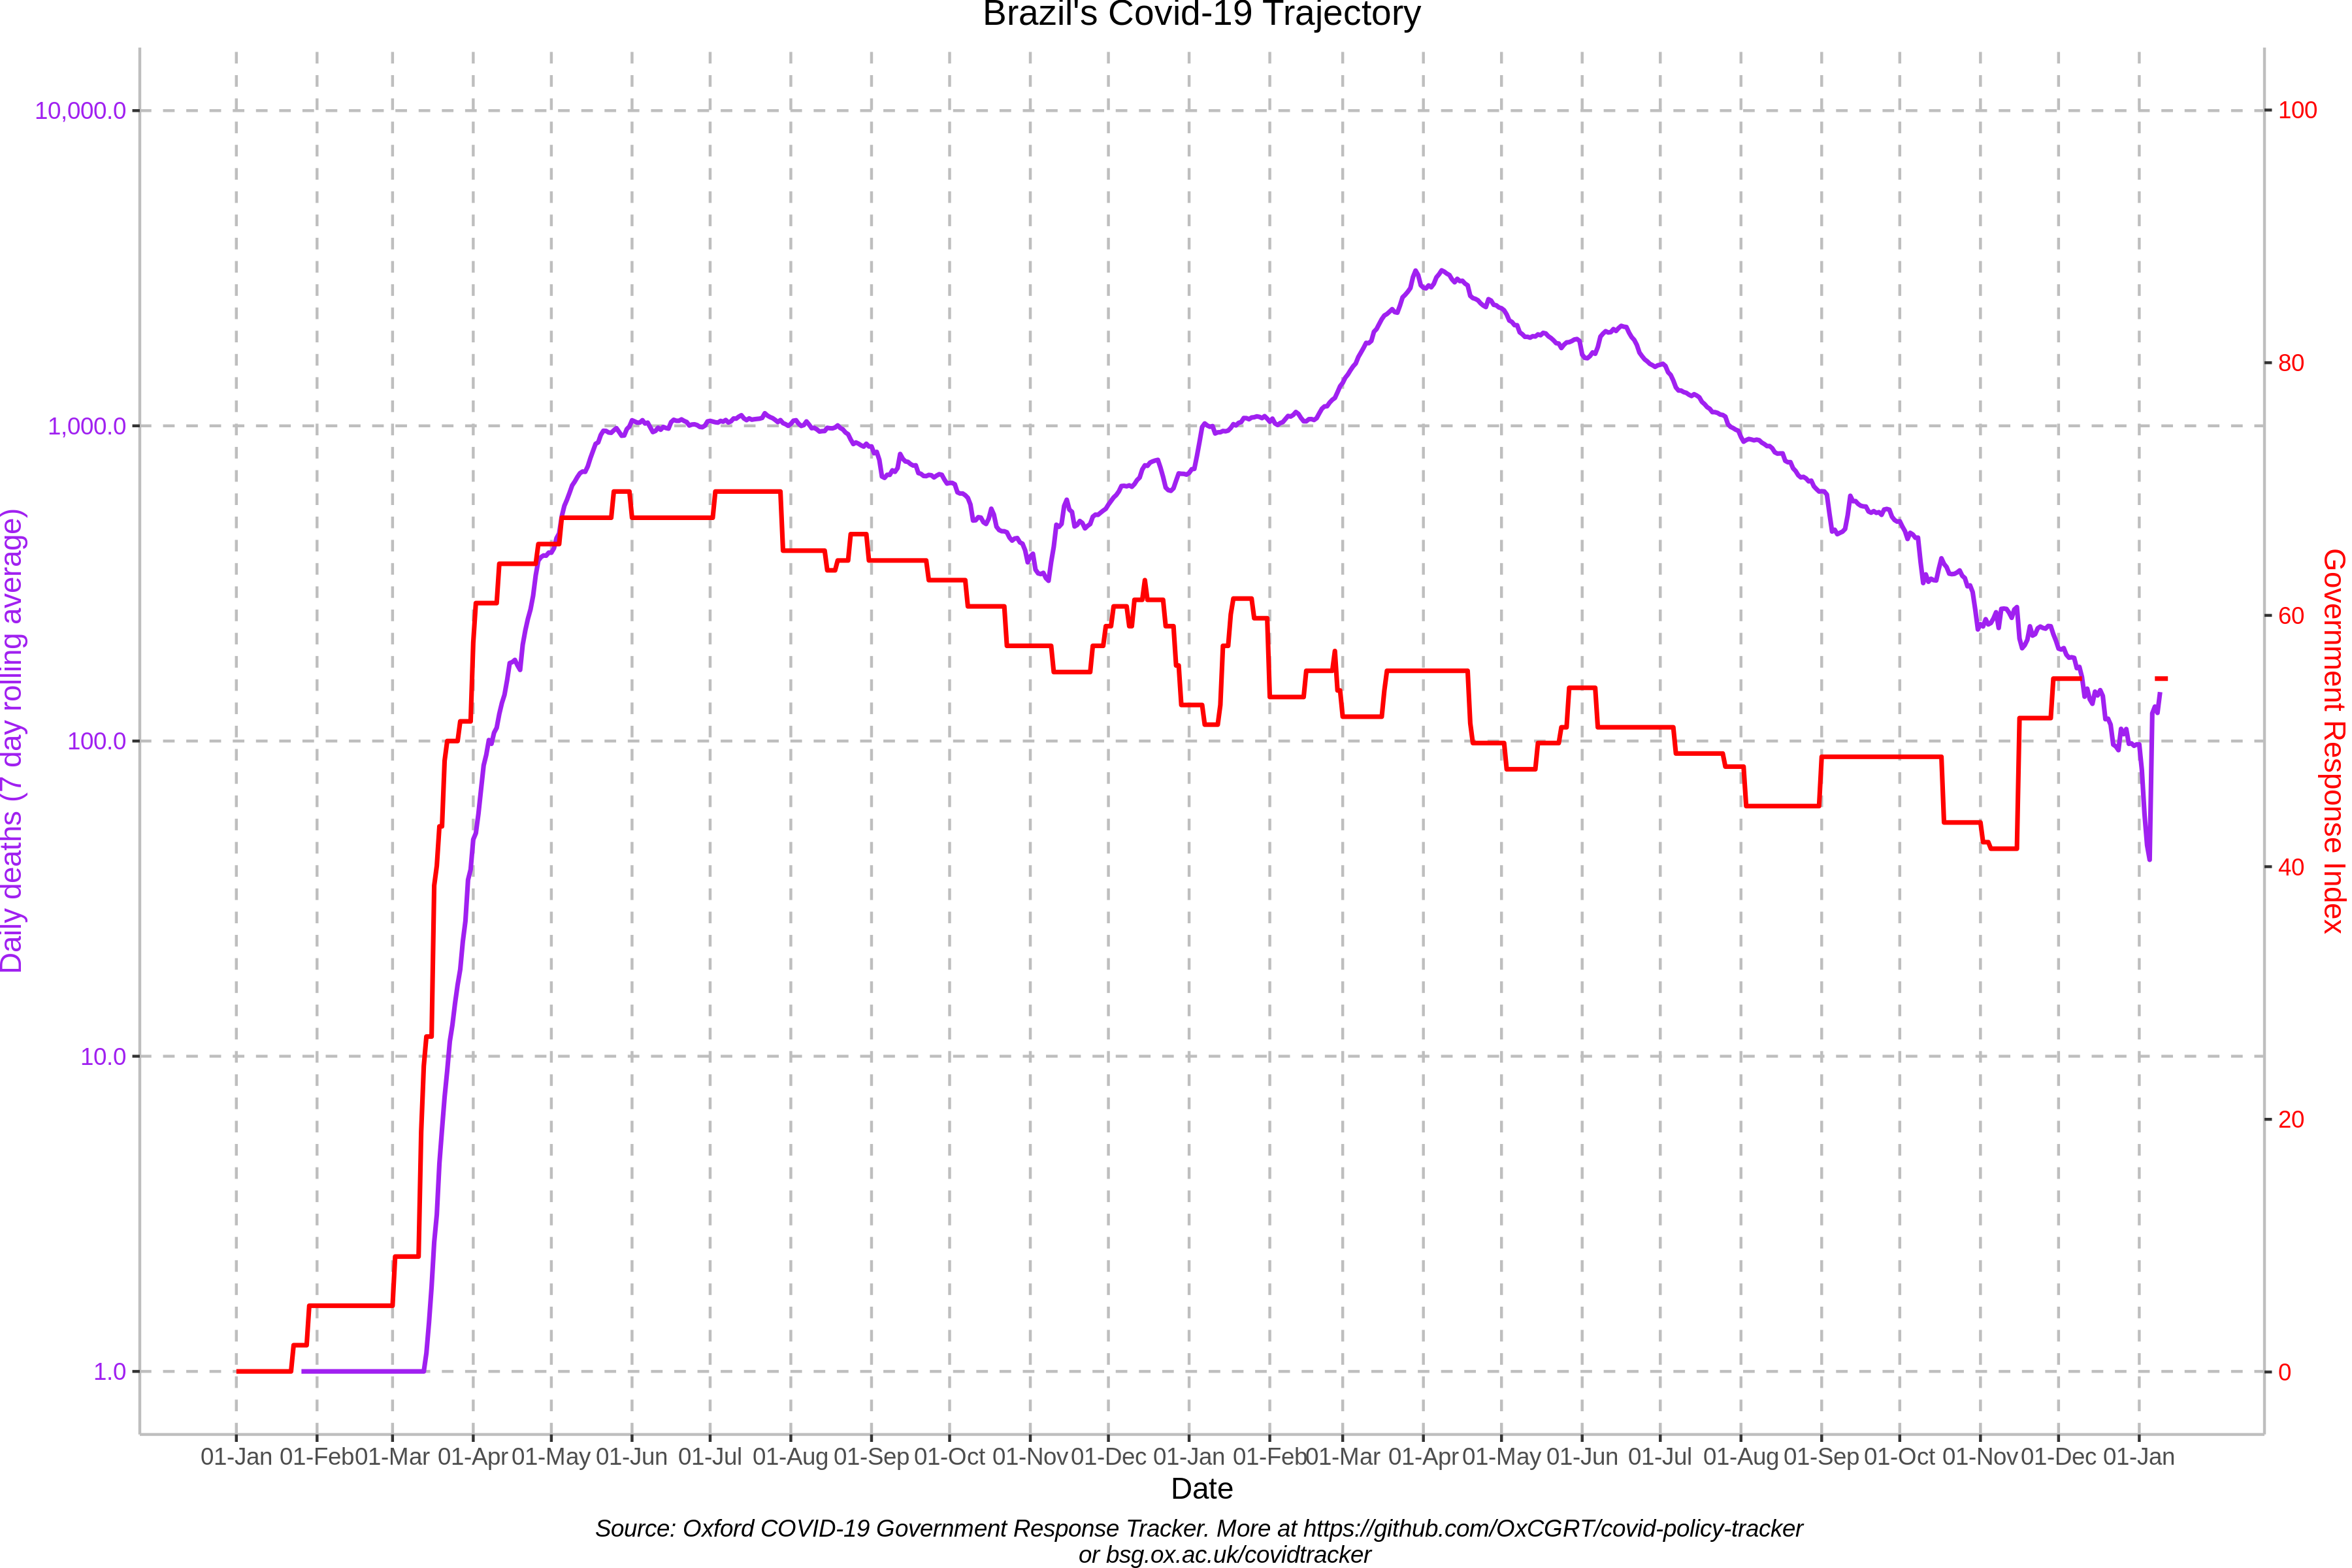 Brazil's Covid-19 Trajectory
10,000.0
1,000.0
100.0
10.0
1.0
Daily deaths (7 day rolling average)
100
80
60
40
20
0
Government Response Index
01-Jan 01-Feb 01-Mar 01-Apr 01-May 01-Jun 01-Jul 01-Aug 01-Sep 01-Oct 01-Nov 01-Dec 01-Jan 01-Feb 01-Mar 01-Apr 01-May 01-Jun 01-Jul 01-Aug 01-Sep 01-Oct 01-Nov 01-Dec 01-Jan
Date
Source: Oxford COVID-19 Government Response Tracker. More at https://github.com/OxCGRT/covid-policy-tracker
or bsg.ox.ac.uk/covidtracker